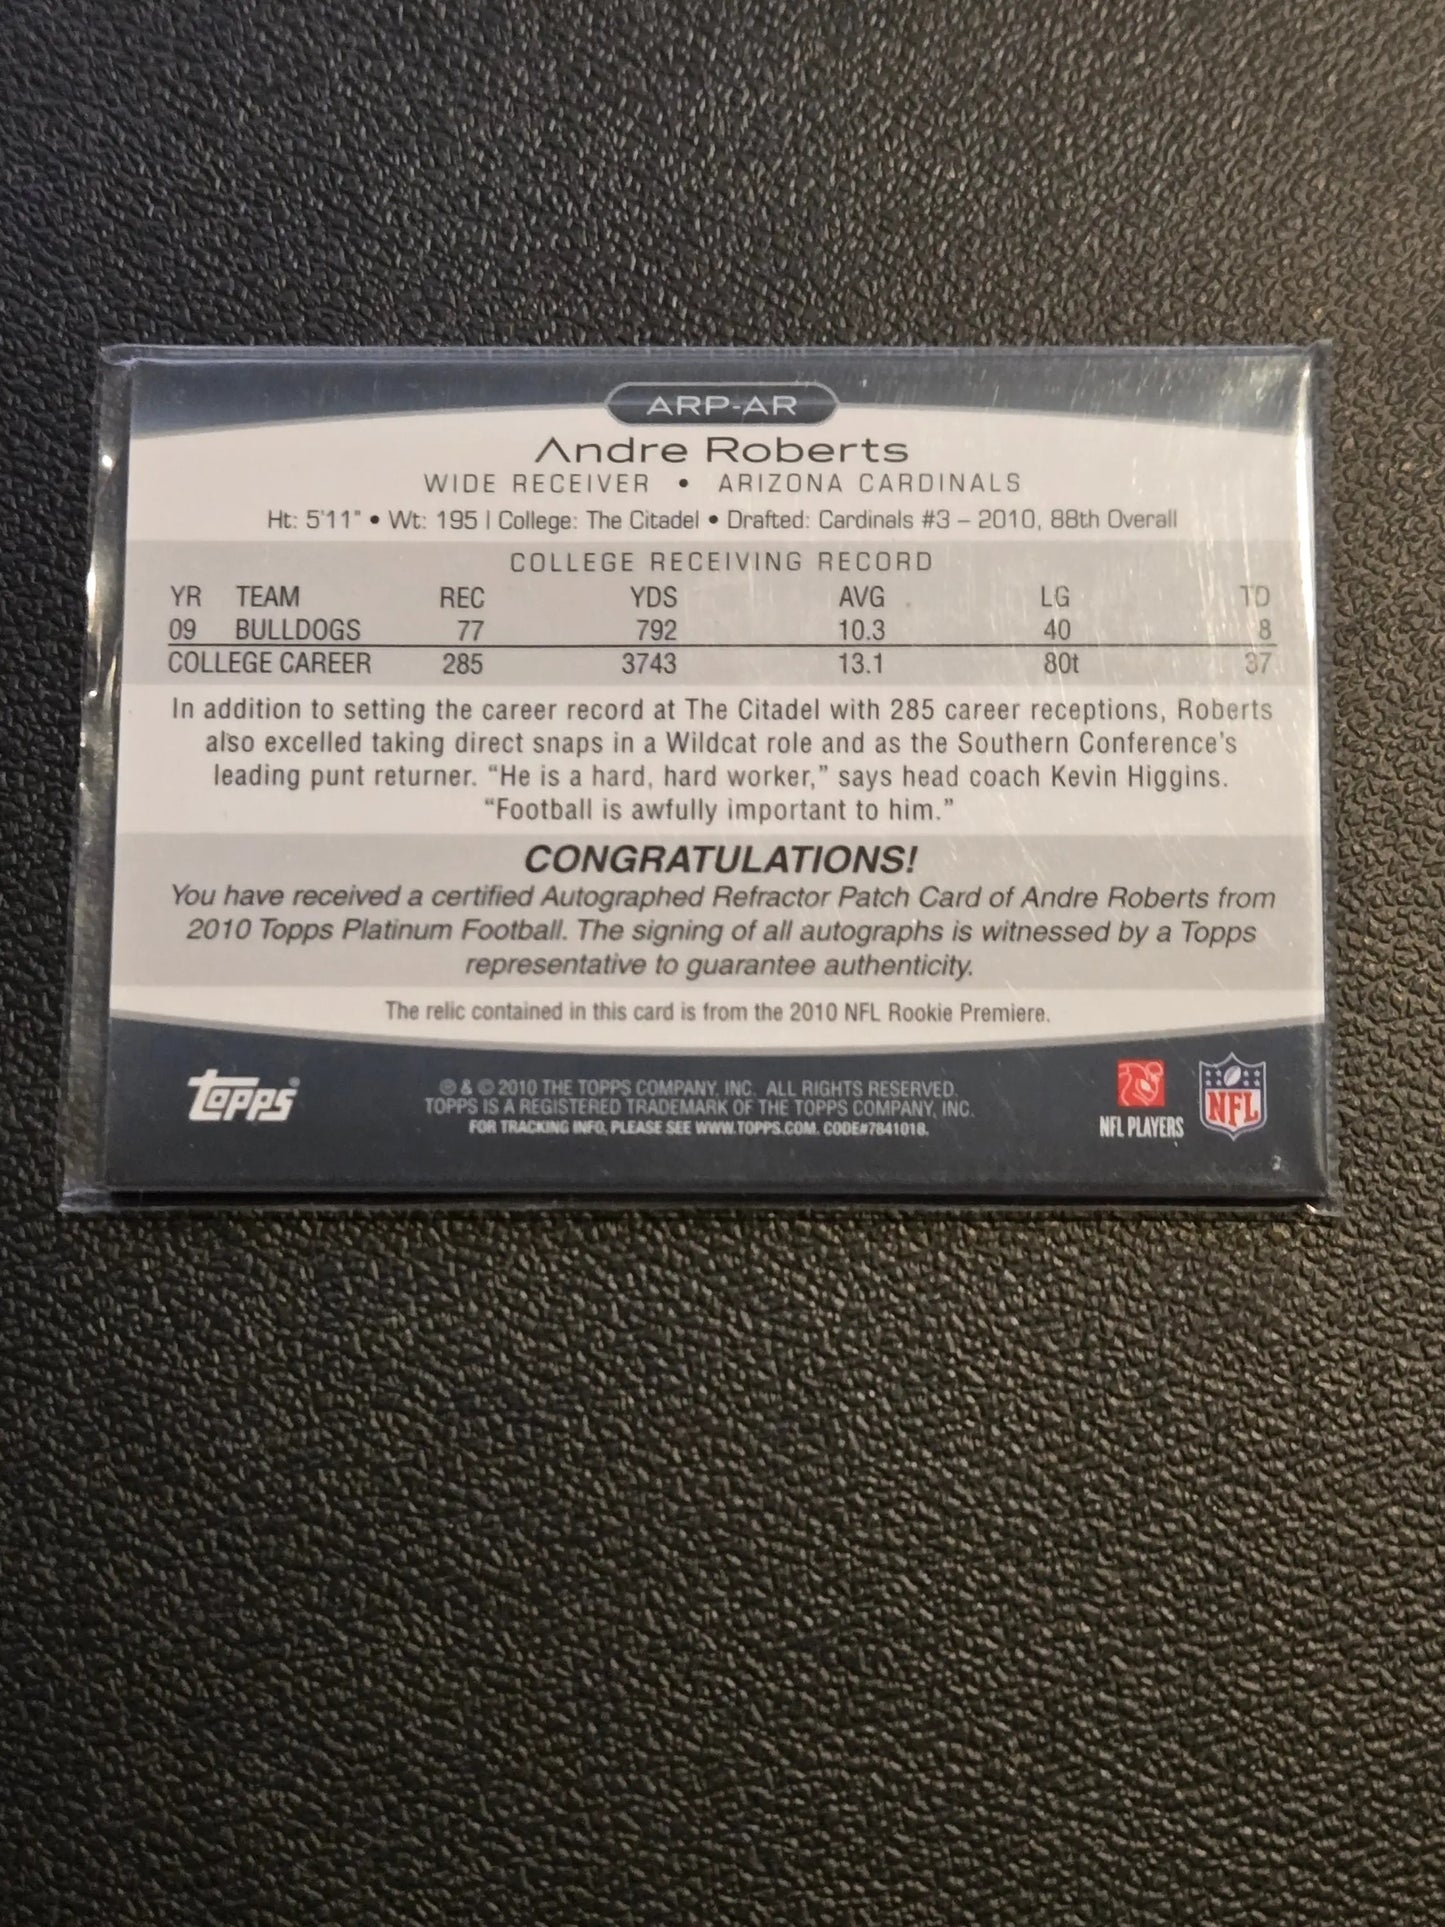 ARP-AR
Andre Roberts
WIDE RECEIVER • ARIZONA CARDINALS
Ht: 5'11" • Wt: 195 | College: The Citadel • Drafted: Cardinals #3 – 2010, 88th Overall
COLLEGE RECEIVING RECORD
YR TEAM REC YDS AVG LG TD
09 BULLDOGS 77 792 10.3 40 8
COLLEGE CAREER 285 3743 13.1 80t 37
In addition to setting the career record at The Citadel with 285 career receptions, Roberts
also excelled taking direct snaps in a Wildcat role and as the Southern Conference's
leading punt returner. “He is a hard, hard worker,” says head coach Kevin Higgins.
“Football is awfully important to him.”
CONGRATULATIONS!
You have received a certified Autographed Refractor Patch Card of Andre Roberts from
2010 Topps Platinum Football. The signing of all autographs is witnessed by a Topps
representative to guarantee authenticity.
The relic contained in this card is from the 2010 NFL Rookie Premiere.
topps®
℗ & © 2010 THE TOPPS COMPANY, INC. ALL RIGHTS RESERVED.
TOPPS IS A REGISTERED TRADEMARK OF THE TOPPS COMPANY, INC.
FOR TRACKING INFO, PLEASE SEE WWW.TOPPS.COM. CODE#7841018.
NFL PLAYERS
NFL